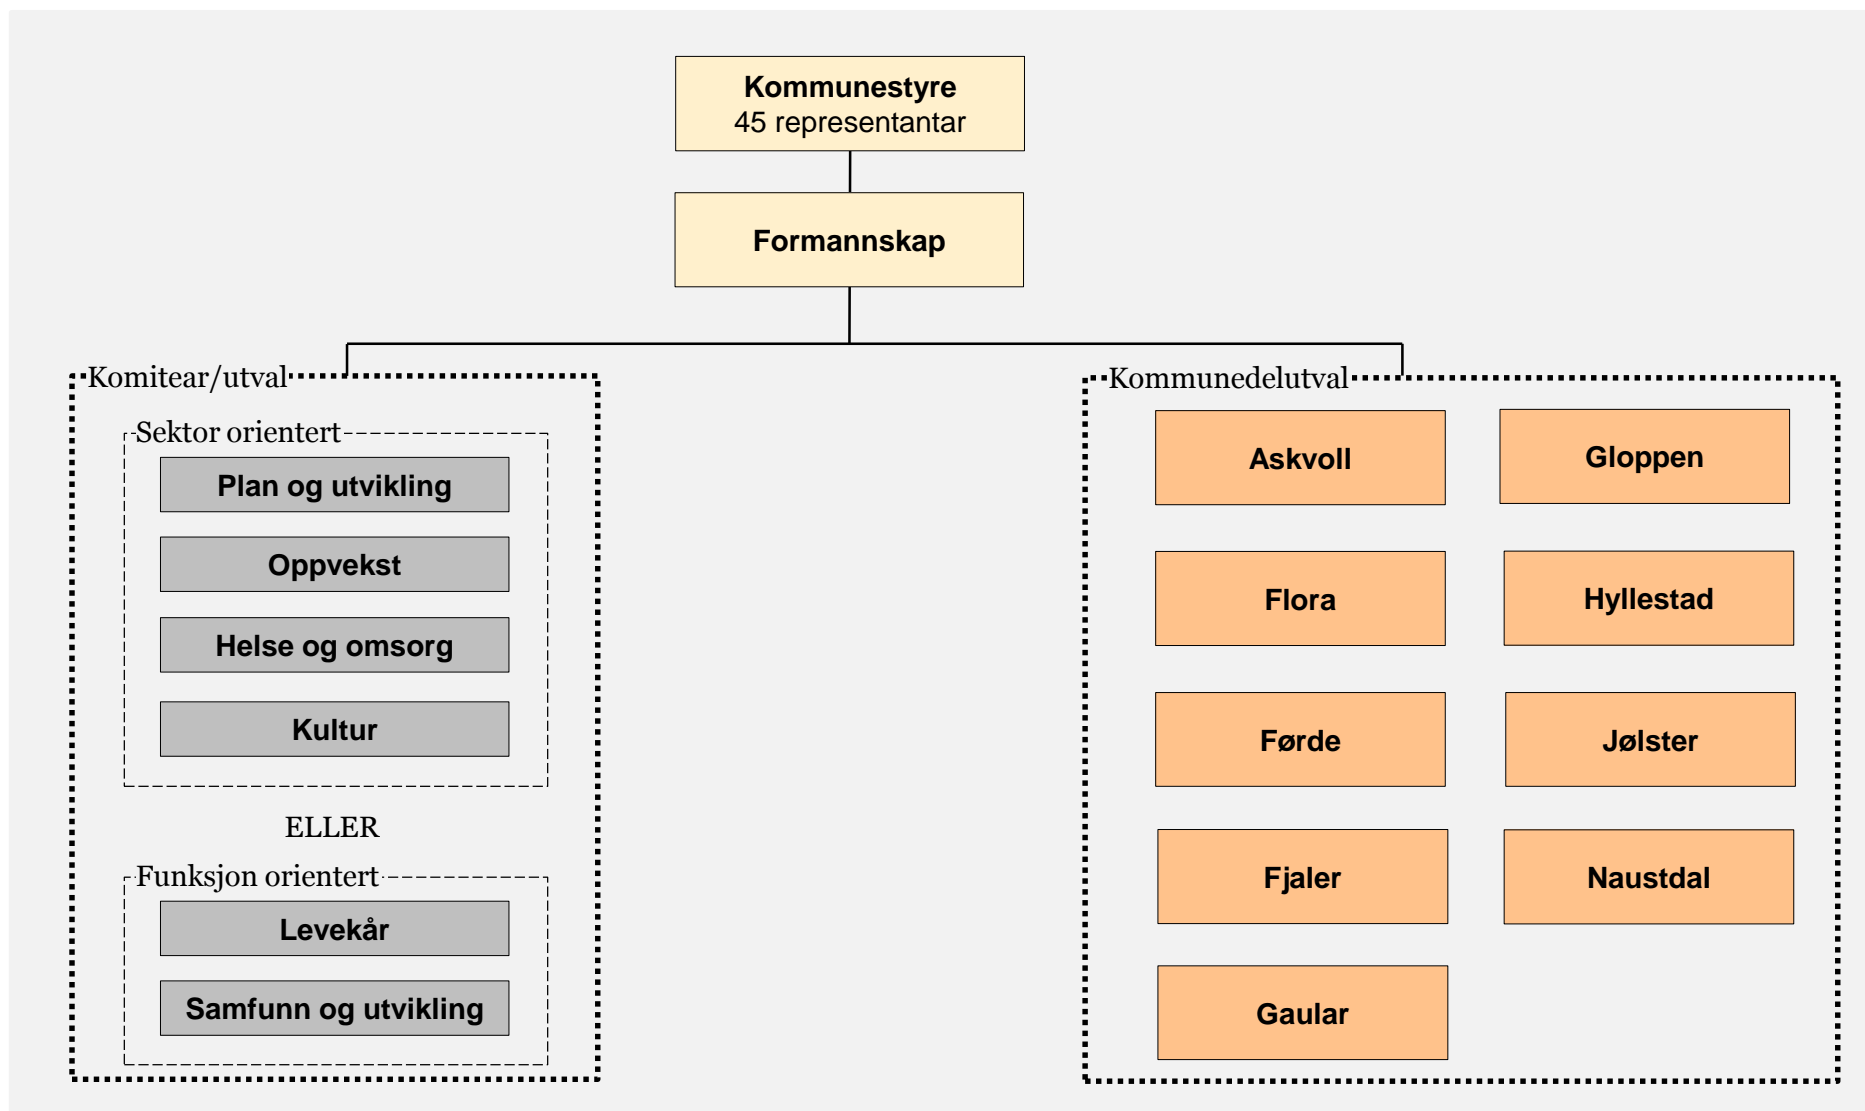 Kommunestyre
45 representantar
Formannskap
Komitear/utval
Sektor orientert
Plan og utvikling
Oppvekst
Helse og omsorg
Kultur
ELLER
Funksjon orientert
Levekår
Samfunn og utvikling
Kommunedelutval
Askvoll
Gloppen
Flora
Hyllestad
Førde
Jølster
Fjaler
Naustdal
Gaular